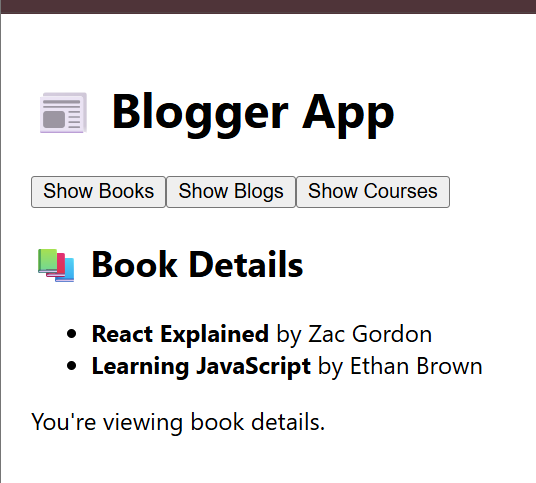 Blogger App
Show Books Show Blogs Show Courses
Book Details
React Explained by Zac Gordon
Learning JavaScript by Ethan Brown
You're viewing book details.